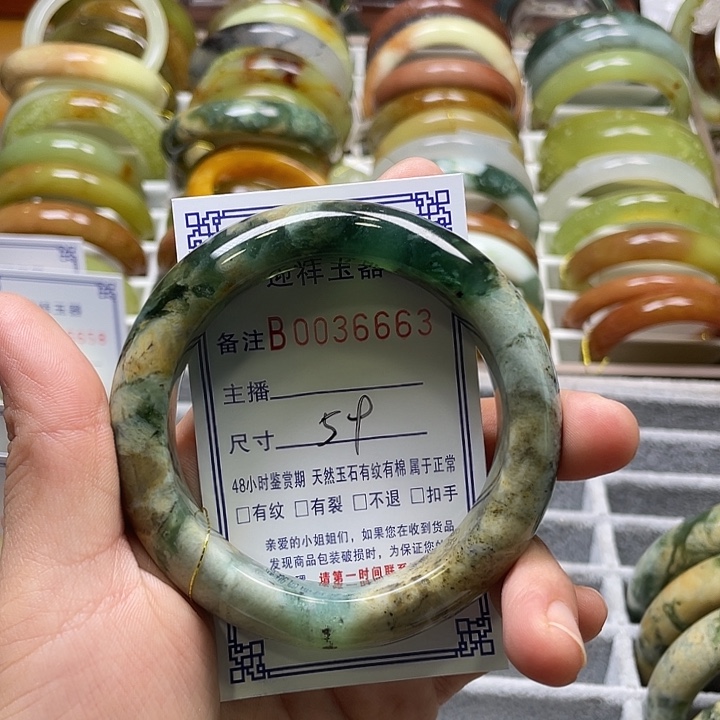 祥玉器
备注B0036663
主播
尺寸 54
48小时鉴赏期 天然玉石有纹有棉属于正常
□有纹 □有裂 □不退 □扣手
亲爱的小姐姐们，如果您在收到货品
发现商品包装破损时，为保证您的
请第一时间联系